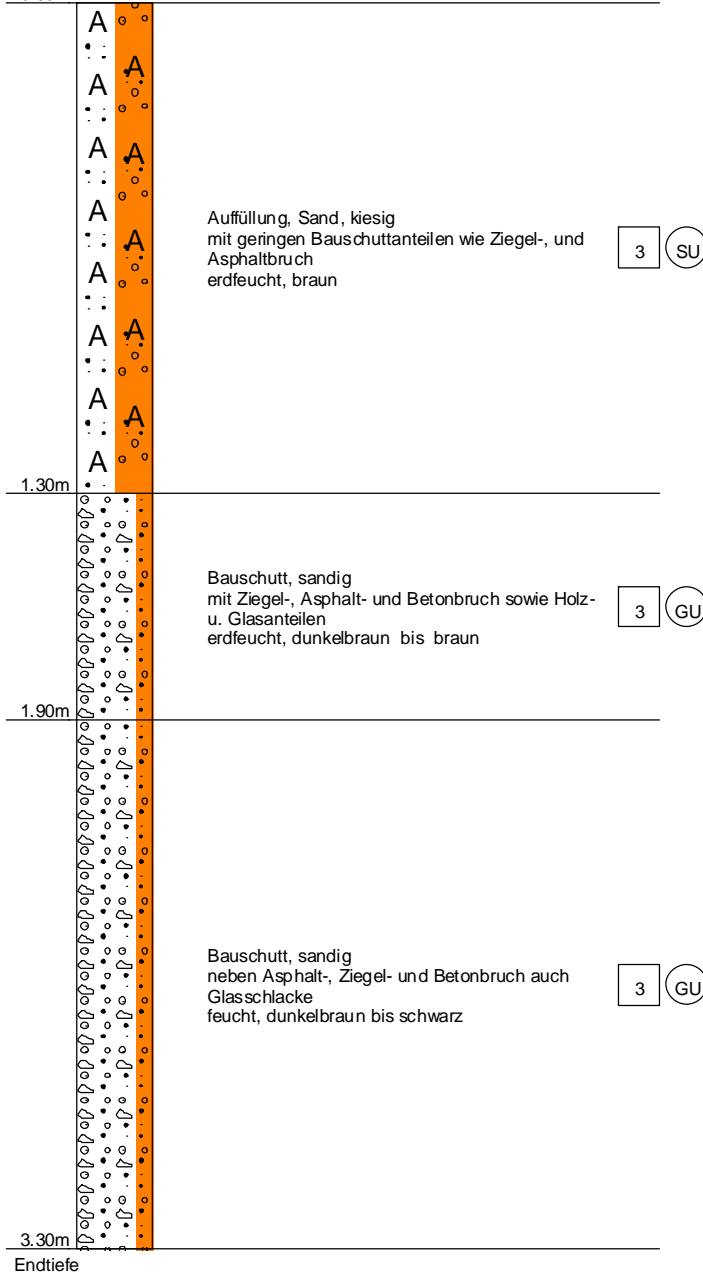 A
A
A
A
A
A
A
A
A
A
A
A
A
Auffüllung, Sand, kiesig
mit geringen Bauschuttanteilen wie Ziegel-, und
Asphaltbruch
erdfeucht, braun
3 SU
1.30m
Bauschutt, sandig
mit Ziegel-, Asphalt- und Betonbruch sowie Holz-
u. Glasanteilen
erdfeucht, dunkelbraun bis braun
3 GU
1.90m
Bauschutt, sandig
neben Asphalt-, Ziegel- und Betonbruch auch
Glasschlacke
feucht, dunkelbraun bis schwarz
3 GU
3.30m
Endtiefe